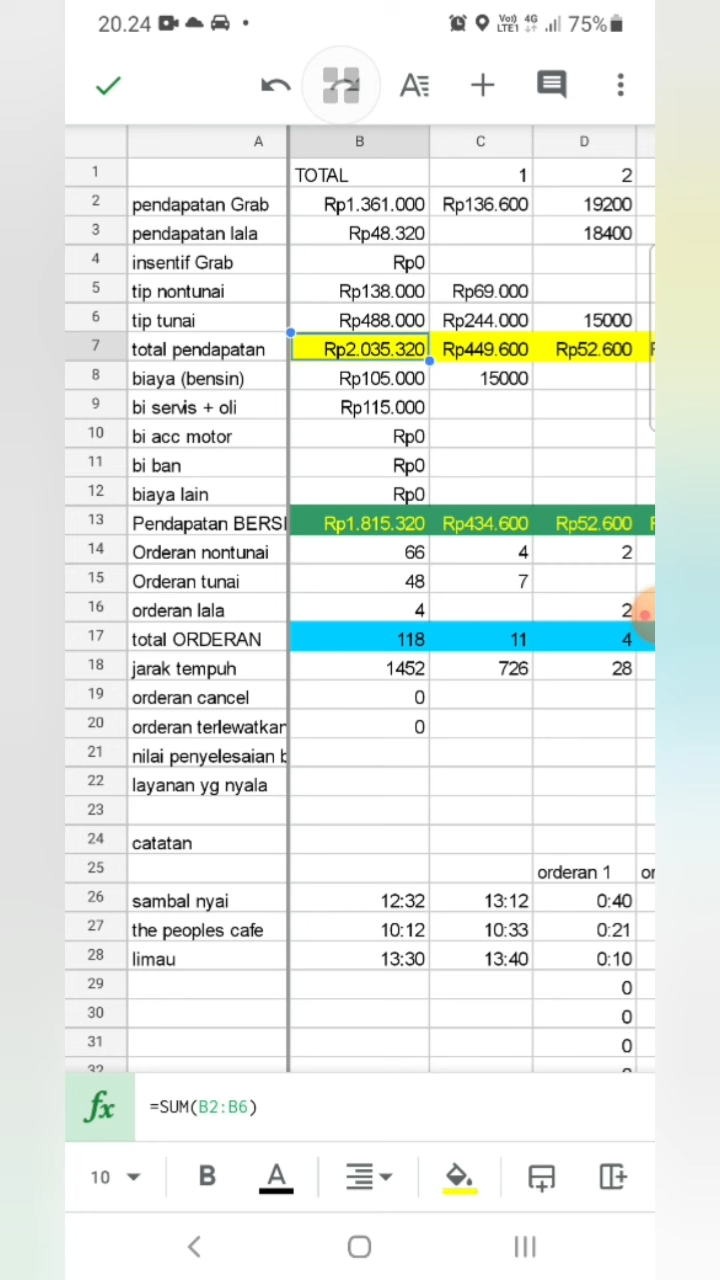 20.24 Vo)) LTE1 4G 75%
A B C D
1 TOTAL 1 2
2 pendapatan Grab Rp1.361.000 Rp136.600 19200
3 pendapatan lala Rp48.320 18400
4 insentif Grab Rp0
5 tip nontunai Rp138.000 Rp69.000
6 tip tunai Rp488.000 Rp244.000 15000
7 total pendapatan Rp2.035.320 Rp449.600 Rp52.600
8 biaya (bensin) Rp105.000 15000
9 bi servis + oli Rp115.000
10 bi acc motor Rp0
11 bi ban Rp0
12 biaya lain Rp0
13 Pendapatan BERSI Rp1.815.320 Rp434.600 Rp52.600
14 Orderan nontunai 66 4 2
15 Orderan tunai 48 7
16 orderan lala 4 2
17 total ORDERAN 118 11 4
18 jarak tempuh 1452 726 28
19 orderan cancel 0
20 orderan terlewatkan 0
21 nilai penyelesaian b
22 layanan yg nyala
23
24 catatan
25 orderan 1 or
26 sambal nyai 12:32 13:12 0:40
27 the peoples cafe 10:12 10:33 0:21
28 limau 13:30 13:40 0:10
29 0
30 0
31 0
32
fx =SUM(B2:B6)
10 B A